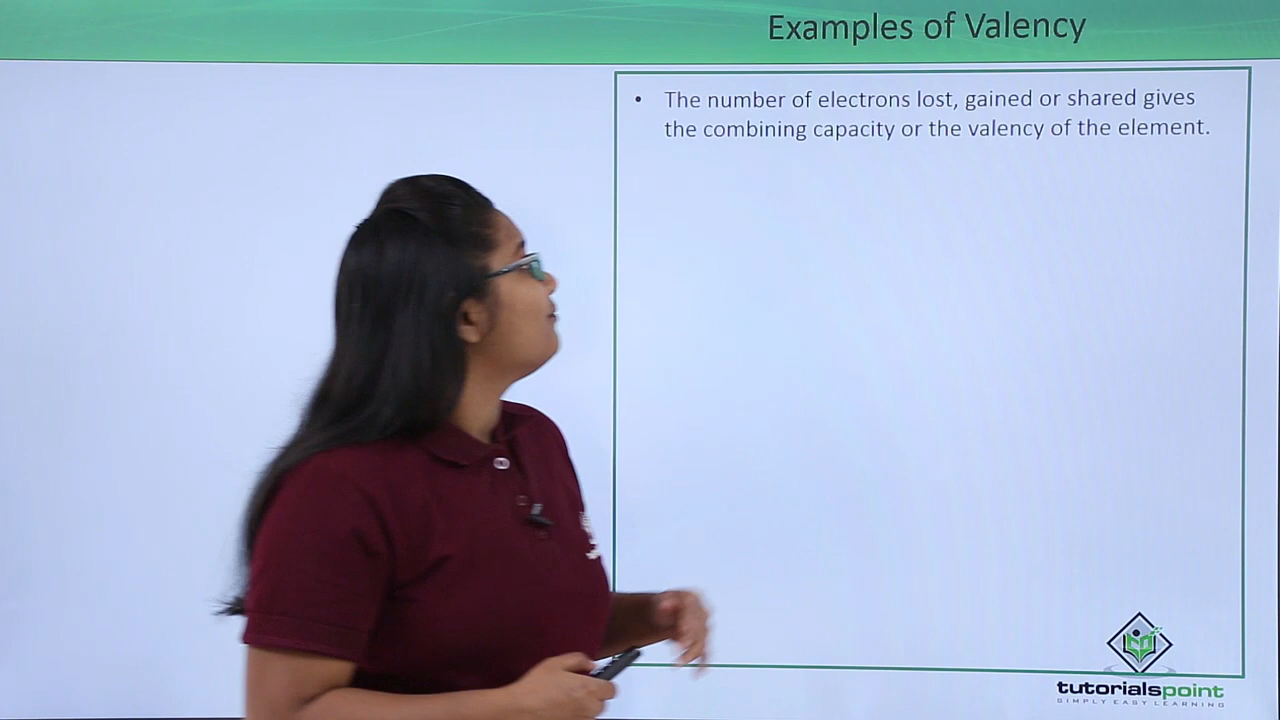 Examples of Valency
• The number of electrons lost, gained or shared gives
the combining capacity or the valency of the element.
tutorialspoint
SIMPLY EASY LEARNING